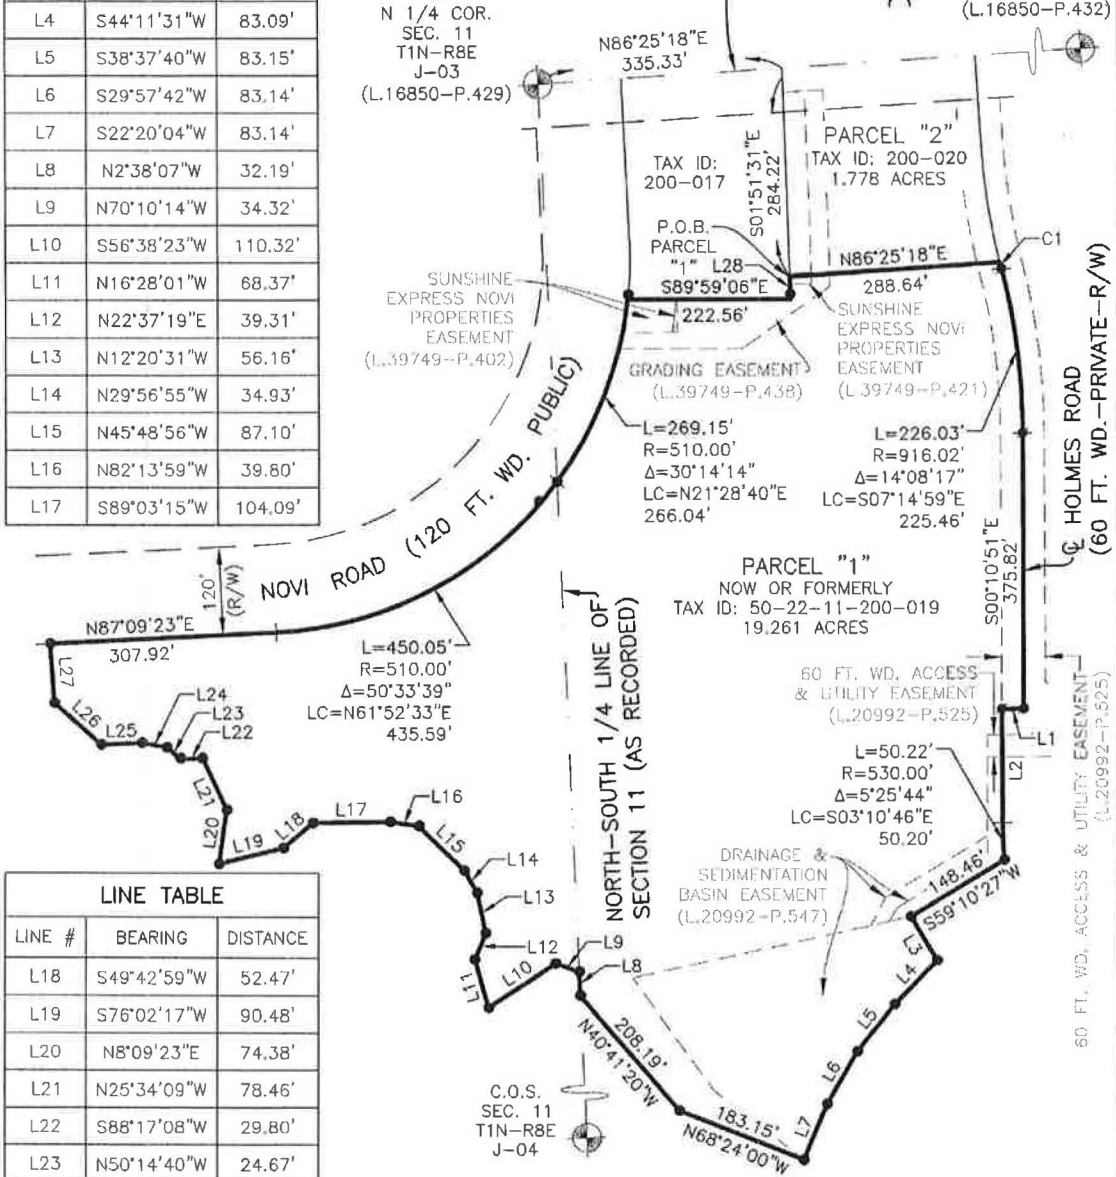 L4 S44°11'31"W 83.09'
L5 S38°37'40"W 83.15'
L6 S29°57'42"W 83.14'
L7 S22°20'04"W 83.14'
L8 N2°38'07"W 32.19'
L9 N70°10'14"W 34.32'
L10 S56°38'23"W 110.32'
L11 N16°28'01"W 68.37'
L12 N22°37'19"E 39.31'
L13 N12°20'31"W 56.16'
L14 N29°56'55"W 34.93'
L15 N45°48'56"W 87.10'
L16 N82°13'59"W 39.80'
L17 S89°03'15"W 104.09'
N 1/4 COR.
SEC. 11
T1N-R8E
J-03
(L.16850-P.429)
N86°25'18"E
335.33'
(L.16850-P.432)
TAX ID:
200-017
S01°51'31"E
284.22'
PARCEL "2"
TAX ID: 200-020
1.778 ACRES
P.O.B.
PARCEL
"1"
L28
S89°59'06"E
222.56'
N86°25'18"E
288.64'
C1
SUNSHINE
EXPRESS NOVI
PROPERTIES
EASEMENT
(L.39749-P.402)
GRADING EASEMENT
(L.39749-P.438)
SUNSHINE
EXPRESS NOVI
PROPERTIES
EASEMENT
(L.39749-P.421)
L=269.15'
R=510.00'
Δ=30°14'14"
LC=N21°28'40"E
266.04'
L=226.03'
R=916.02'
Δ=14°08'17"
LC=S07°14'59"E
225.46'
℄ HOLMES ROAD
(60 FT. WD.-PRIVATE-R/W)
NOVI ROAD (120 FT. WD. PUBLIC)
120'
(R/W)
N87°09'23"E
307.92'
L=450.05'
R=510.00'
Δ=50°33'39"
LC=N61°52'33"E
435.59'
PARCEL "1"
NOW OR FORMERLY
TAX ID: 50-22-11-200-019
19.261 ACRES
S00°10'51"E
375.82'
60 FT. WD. ACCESS
& UTILITY EASEMENT
(L.20992-P.525)
L1
L2
L=50.22'
R=530.00'
Δ=5°25'44"
LC=S03°10'46"E
50.20'
60 FT. WD. ACCESS & UTILITY EASEMENT
(L.20992-P.525)
NORTH-SOUTH 1/4 LINE OF
SECTION 11 (AS RECORDED)
L27
L26
L25
L24
L23
L22
L21
L20
L19
L18
L17
L16
L15
L14
L13
L12
L11
L10
L9
L8
DRAINAGE &
SEDIMENTATION
BASIN EASEMENT
(L.20992-P.547)
148.46'
S59°10'27"W
L3
L4
L5
L6
L7
208.19'
N40°41'20"W
183.15'
N68°24'00"W
C.O.S.
SEC. 11
T1N-R8E
J-04
LINE TABLE
LINE # BEARING DISTANCE
L18 S49°42'59"W 52.47'
L19 S76°02'17"W 90.48'
L20 N8°09'23"E 74.38'
L21 N25°34'09"W 78.46'
L22 S88°17'08"W 29.80'
L23 N50°14'40"W 24.67'